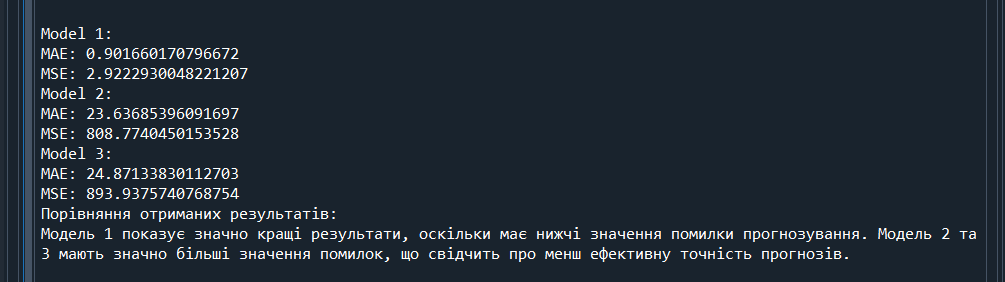 Model 1:
MAE: 0.901660170796672
MSE: 2.9222930048221207
Model 2:
MAE: 23.63685396091697
MSE: 808.7740450153528
Model 3:
MAE: 24.87133830112703
MSE: 893.9375740768754
Порівняння отриманих результатів:
Модель 1 показує значно кращі результати, оскільки має нижчі значення помилки прогнозування. Модель 2 та
3 мають значно більші значення помилок, що свідчить про менш ефективну точність прогнозів.